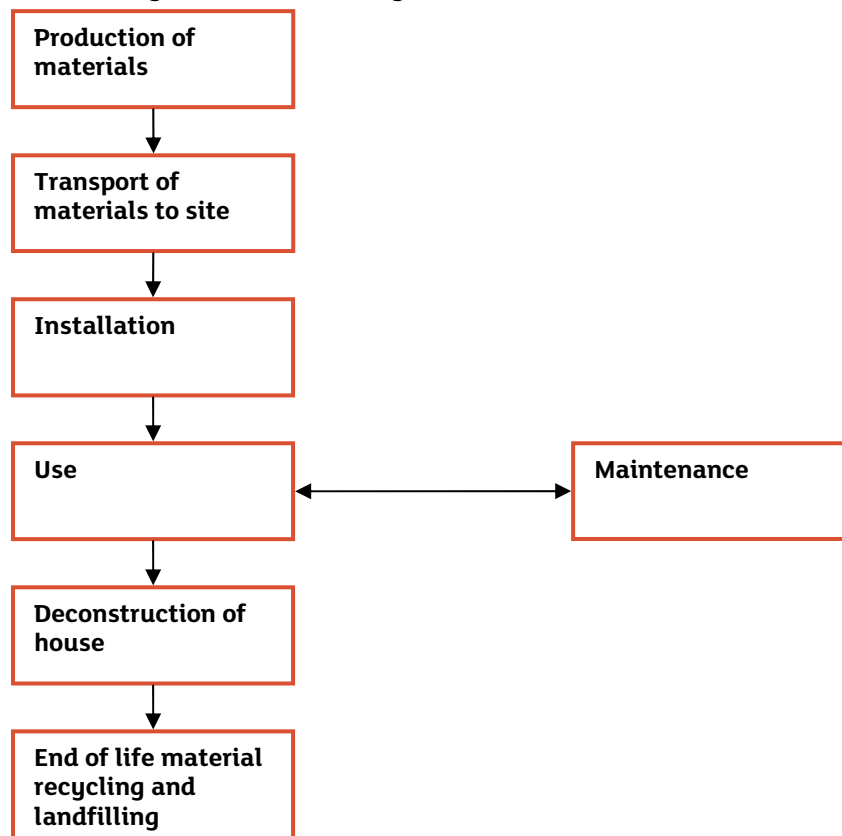 Production of
materials
Transport of
materials to site
Installation
Use
Maintenance
Deconstruction of
house
End of life material
recycling and
landfilling